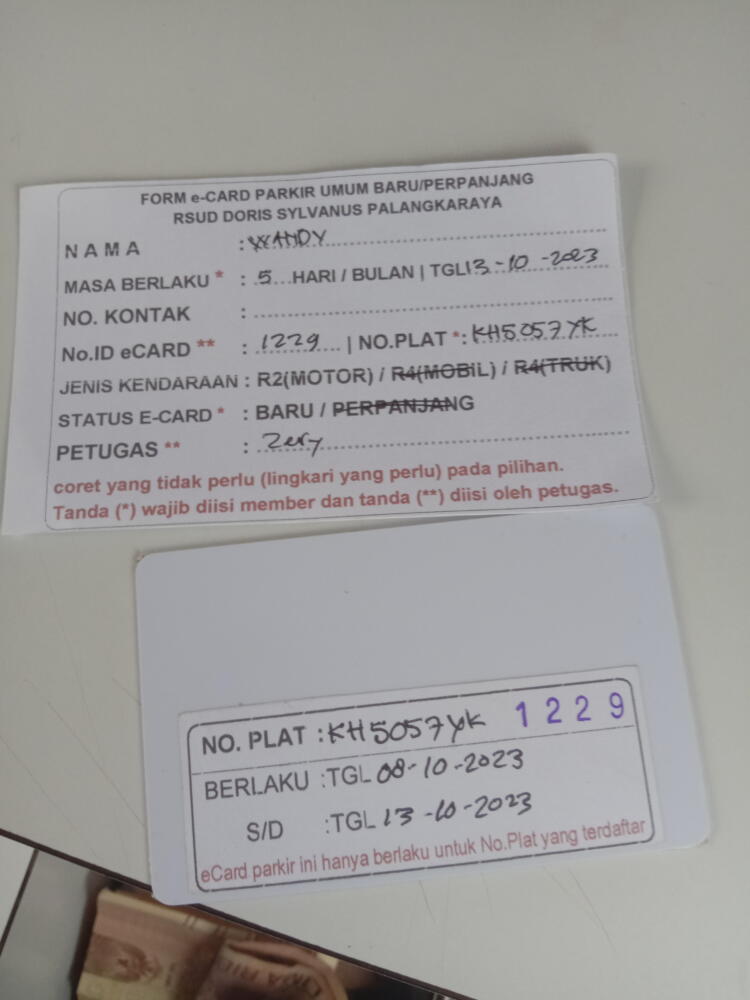 FORM e-CARD PARKIR UMUM BARU/PERPANJANG
RSUD DORIS SYLVANUS PALANGKARAYA
NAMA : WANDY
MASA BERLAKU * : 5 HARI / BULAN | TGL 13-10-2023
NO. KONTAK :
No.ID eCARD ** : 1229 | NO.PLAT *: KH5057YK
JENIS KENDARAAN : R2(MOTOR) / R4(MOBIL) / R4(TRUK)
STATUS E-CARD * : BARU / PERPANJANG
PETUGAS ** : Zery
coret yang tidak perlu (lingkari yang perlu) pada pilihan.
Tanda (*) wajib diisi member dan tanda (**) diisi oleh petugas.
NO. PLAT : KH5057YK 1229
BERLAKU : TGL 08-10-2023
S/D : TGL 13-10-2023
eCard parkir ini hanya berlaku untuk No.Plat yang terdaftar